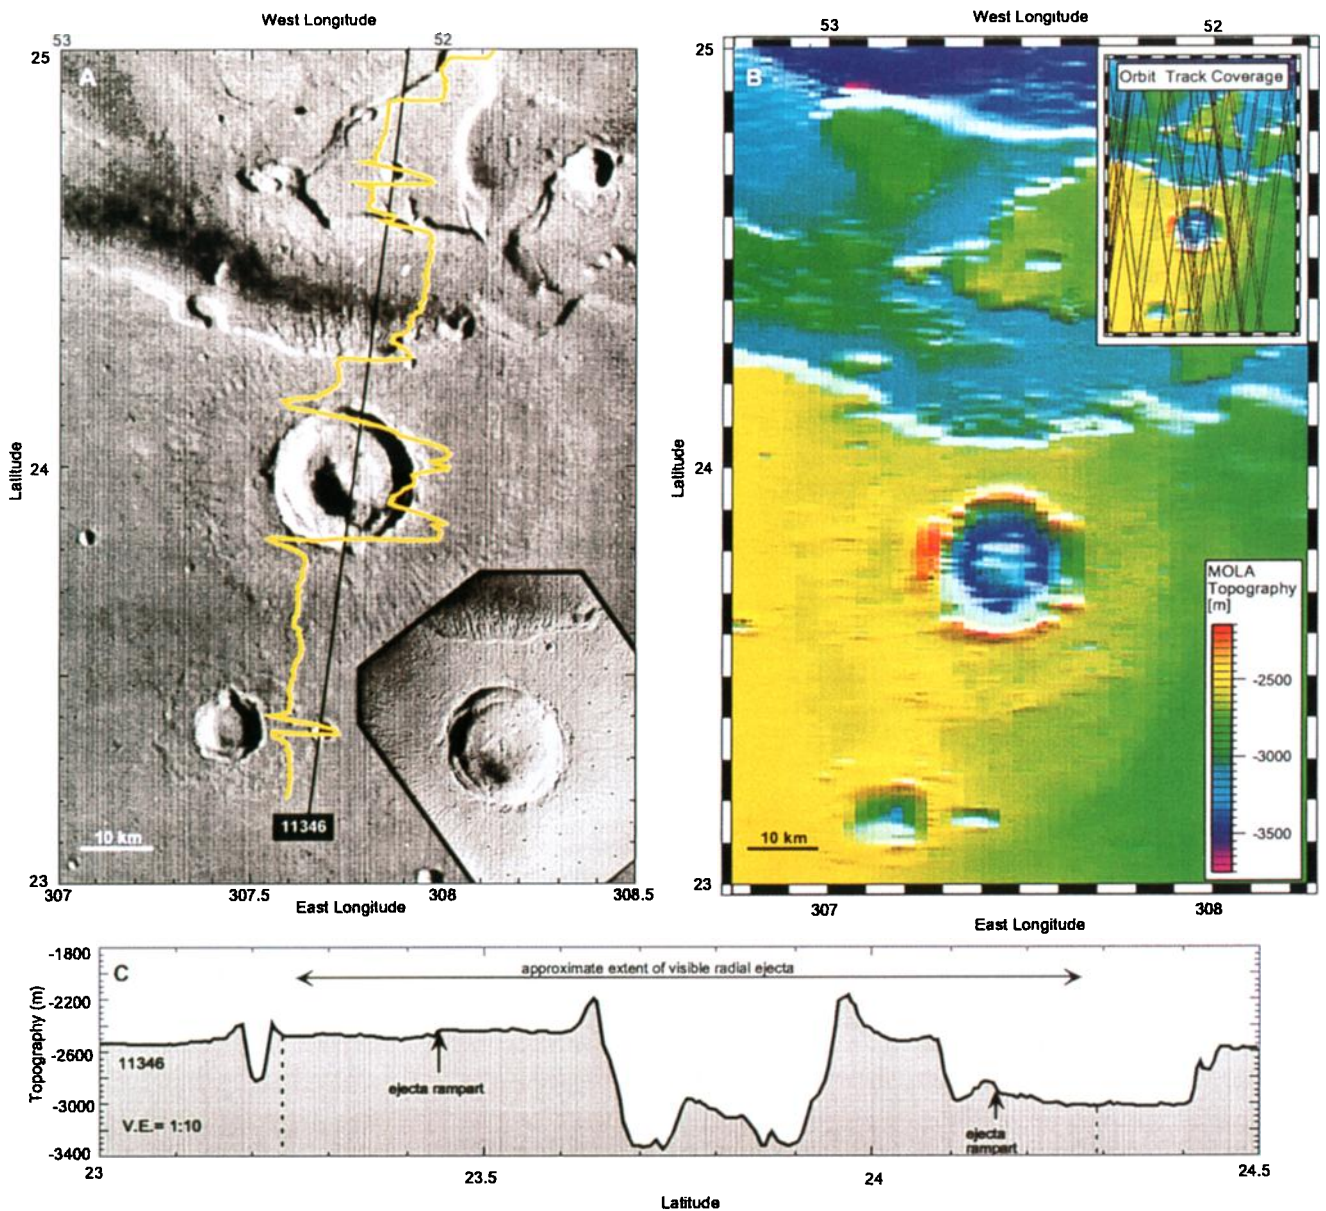 West Longitude
53
52
25
A
24
Latitude
11346
10 km
23
307
307.5
308
308.5
East Longitude
West Longitude
53
52
25
B
Orbit Track Coverage
24
Latitude
MOLA
Topography
[m]
-2500
-3000
-3500
10 km
23
307
308
East Longitude
-1800
C
approximate extent of visible radial ejecta
-2200
Topography (m)
-2600
11346
ejecta rampart
-3000
V.E.= 1:10
ejecta
rampart
-3400
23
23.5
24
24.5
Latitude